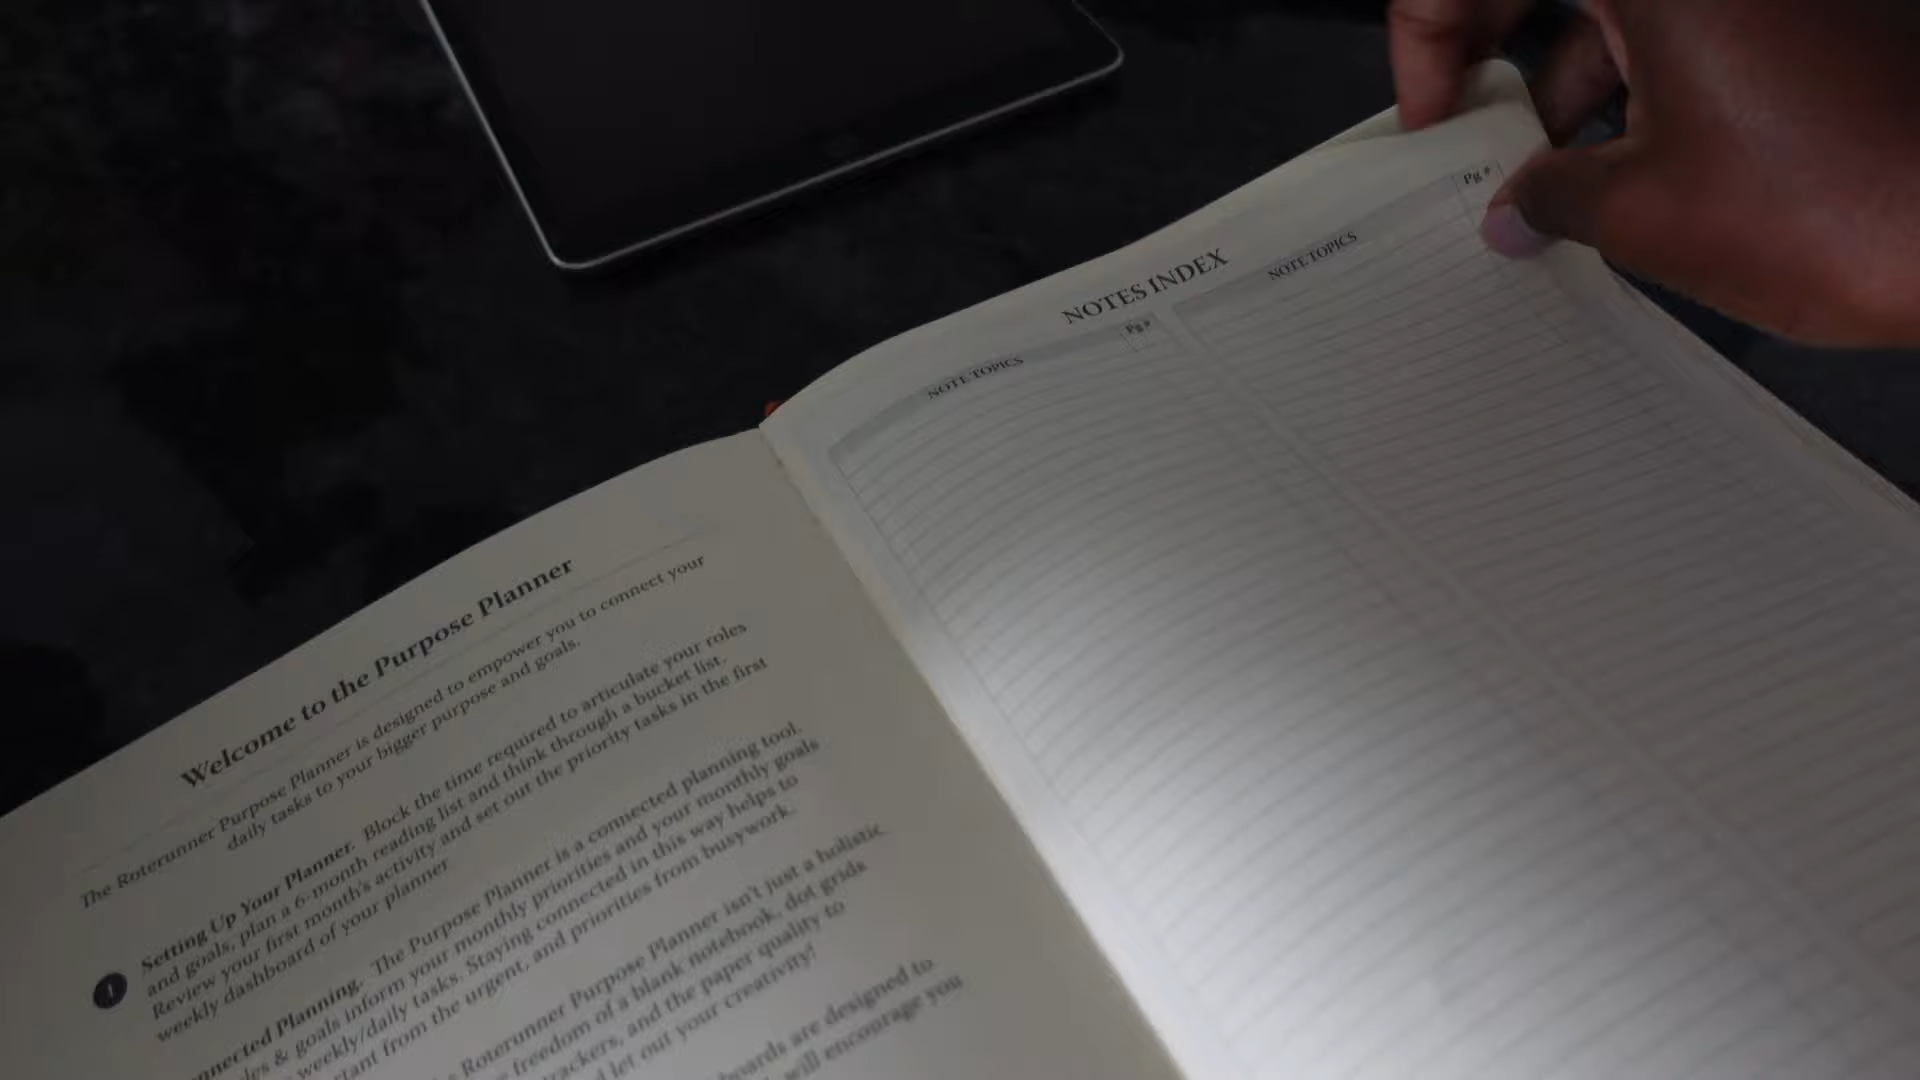 Welcome to the Purpose Planner
The Roterunner Purpose Planner is designed to empower you to connect your
daily tasks to your bigger purpose and goals.
1
Setting Up Your Planner. Block the time required to articulate your roles
and goals, plan a 6-month reading list and think through a bucket list.
Review your first month's activity and set out the priority tasks in the first
weekly dashboard of your planner
nnected Planning. The Purpose Planner is a connected planning tool.
les & goals inform your monthly priorities and your monthly goals
weekly/daily tasks. Staying connected in this way helps to
rtant from the urgent, and priorities from busywork.
Roterunner Purpose Planner isn't just a holistic
freedom of a blank notebook, dot grids
trackers, and the paper quality to
d let out your creativity!
boards are designed to
will encourage you
NOTES INDEX
NOTE TOPICS
Pg #
NOTE TOPICS
Pg #